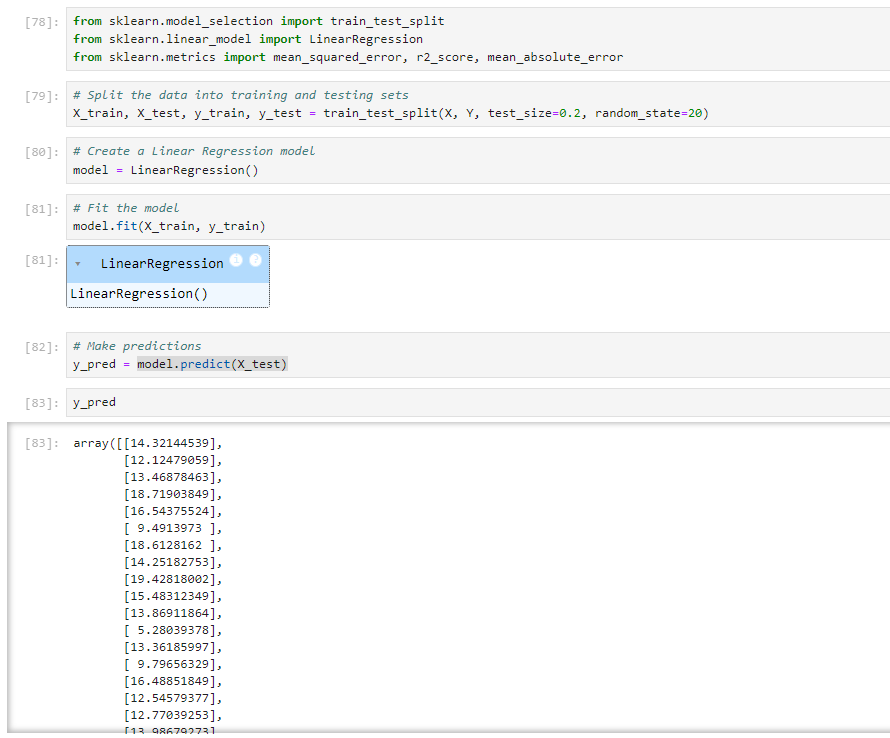 [78]: from sklearn.model_selection import train_test_split
from sklearn.linear_model import LinearRegression
from sklearn.metrics import mean_squared_error, r2_score, mean_absolute_error
[79]: # Split the data into training and testing sets
X_train, X_test, y_train, y_test = train_test_split(X, Y, test_size=0.2, random_state=20)
[80]: # Create a Linear Regression model
model = LinearRegression()
[81]: # Fit the model
model.fit(X_train, y_train)
[81]: ▾ LinearRegression i ?
LinearRegression()
[82]: # Make predictions
y_pred = model.predict(X_test)
[83]: y_pred
[83]: array([[14.32144539],
[12.12479059],
[13.46878463],
[18.71903849],
[16.54375524],
[ 9.4913973 ],
[18.6128162 ],
[14.25182753],
[19.42818002],
[15.48312349],
[13.86911864],
[ 5.28039378],
[13.36185997],
[ 9.79656329],
[16.48851849],
[12.54579377],
[12.77039253],
[13.98679273],